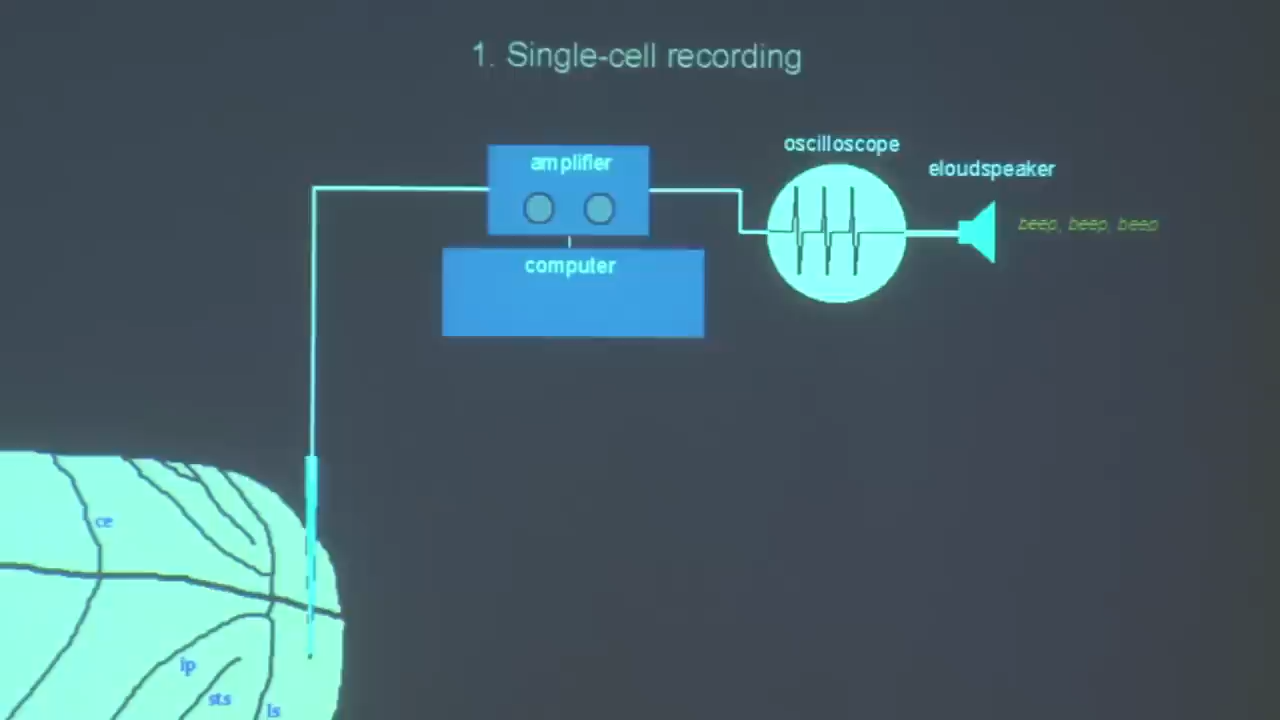 1. Single-cell recording
oscilloscope
amplifier
eloudspeaker
beep, beep, beep
computer
ce
ip
sts
ls